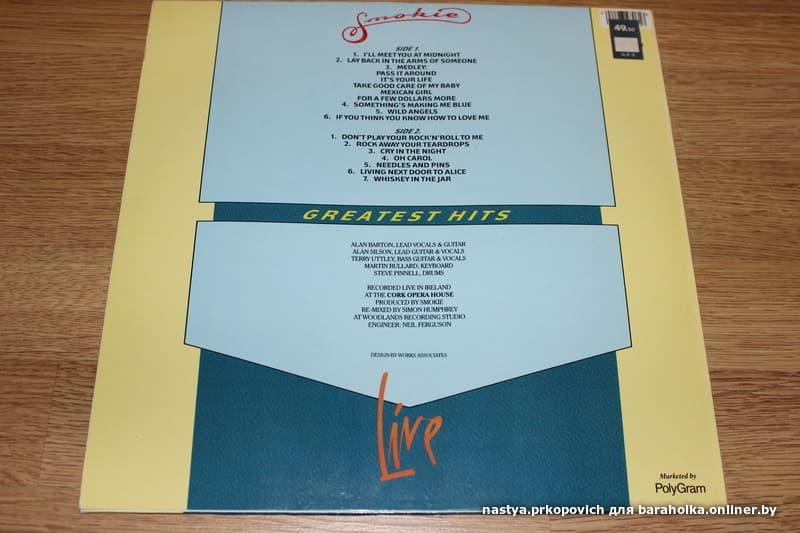 Smokie
49.50
SIDE 1.
1. I'LL MEET YOU AT MIDNIGHT
2. LAY BACK IN THE ARMS OF SOMEONE
3. MEDLEY:
PASS IT AROUND
IT'S YOUR LIFE
TAKE GOOD CARE OF MY BABY
MEXICAN GIRL
FOR A FEW DOLLARS MORE
4. SOMETHING'S MAKING ME BLUE
5. WILD ANGELS
6. IF YOU THINK YOU KNOW HOW TO LOVE ME
SIDE 2.
1. DON'T PLAY YOUR ROCK'N'ROLL TO ME
2. ROCK AWAY YOUR TEARDROPS
3. CRY IN THE NIGHT
4. OH CAROL
5. NEEDLES AND PINS
6. LIVING NEXT DOOR TO ALICE
7. WHISKEY IN THE JAR
GREATEST HITS
ALAN BARTON, LEAD VOCALS & GUITAR
ALAN SILSON, LEAD GUITAR & VOCALS
TERRY UTTLEY, BASS GUITAR & VOCALS
MARTIN BULLARD, KEYBOARD
STEVE PINNELL, DRUMS
RECORDED LIVE IN IRELAND
AT THE CORK OPERA HOUSE
PRODUCED BY SMOKIE
RE-MIXED BY SIMON HUMPHREY
AT WOODLANDS RECORDING STUDIO
ENGINEER: NEIL FERGUSON
DESIGN BY WORKS ASSOCIATES
Live
Marketed by
PolyGram
nastya.prkopovich для baraholka.onliner.by